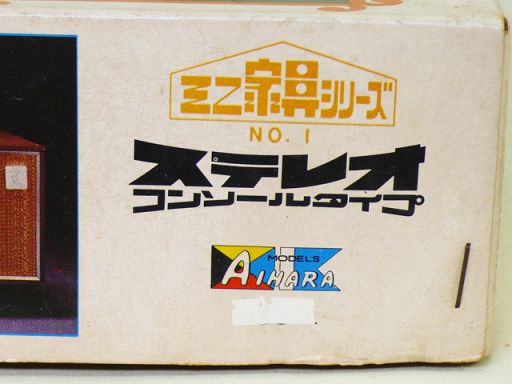 ミニ家具シリーズ
NO. 1
ステレオ
コンソールタイプ
MODELS
AIHARA